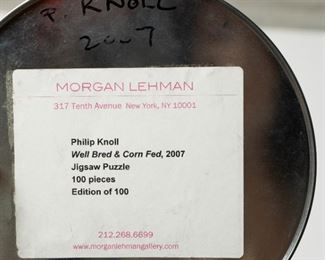 P. KNOLL
2007
MORGAN LEHMAN
317 Tenth Avenue New York, NY 10001
Philip Knoll
Well Bred & Corn Fed, 2007
Jigsaw Puzzle
100 pieces
Edition of 100
212.268.6699
www.morganlehmangallery.com